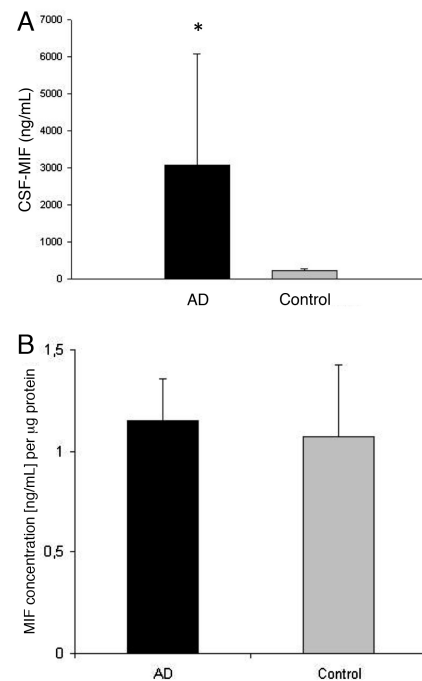 A
*
7000
6000
5000
4000
3000
2000
1000
0
CSF-MIF (ng/mL)
AD Control
B
1,5
1
0,5
0
MIF concentration [ng/mL] per µg protein
AD Control